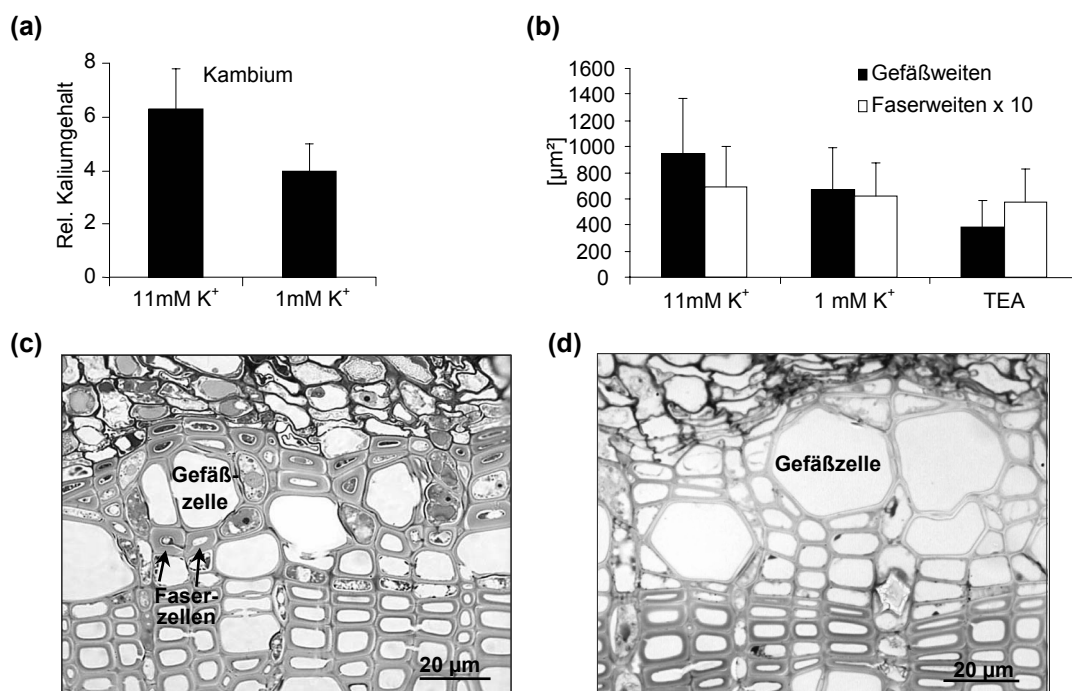 (a)
Rel. Kaliumgehalt
8
6
4
2
0
Kambium
11mM K⁺
1mM K⁺
(b)
[µm²]
1600
1400
1200
1000
800
600
400
200
0
Gefäßweiten
Faserweiten x 10
11mM K⁺
1 mM K⁺
TEA
(c)
Gefäß-
zelle
Faser-
zellen
20 µm
(d)
Gefäßzelle
20 µm